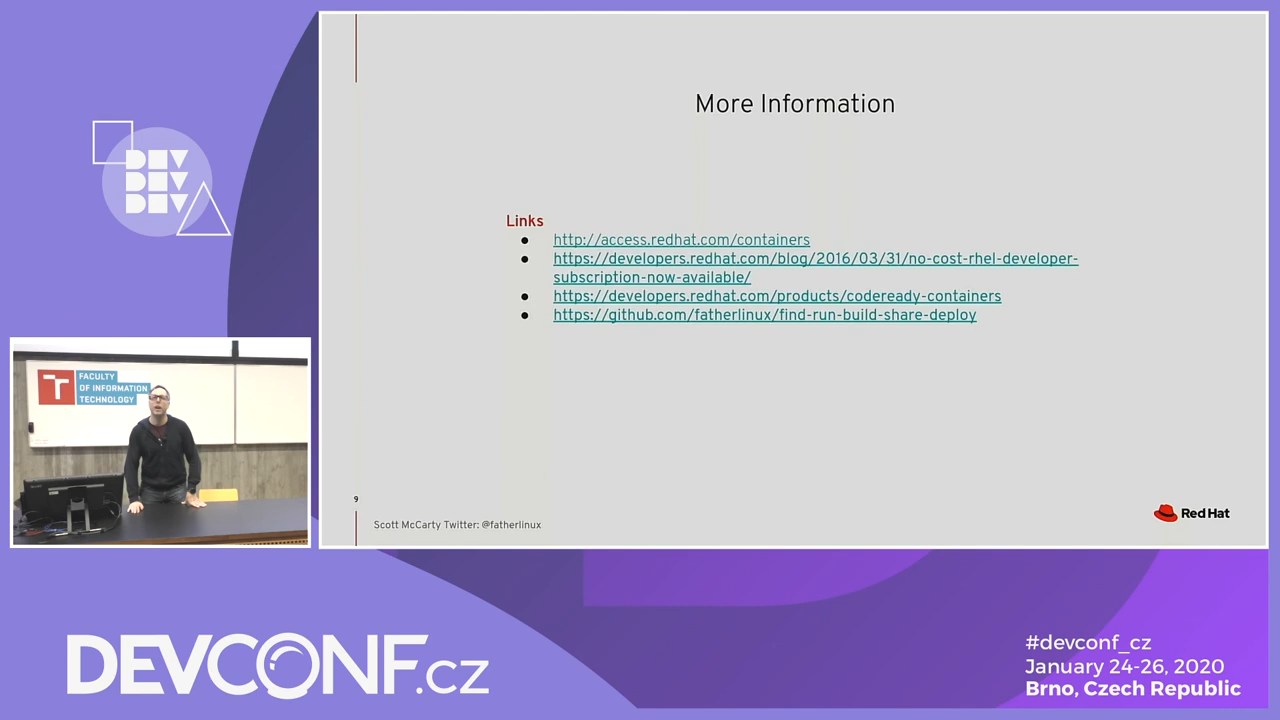 DEV
DEV
DEV
FACULTY
OF INFORMATION
TECHNOLOGY
More Information
Links
http://access.redhat.com/containers
https://developers.redhat.com/blog/2016/03/31/no-cost-rhel-developer-
subscription-now-available/
https://developers.redhat.com/products/codeready-containers
https://github.com/fatherlinux/find-run-build-share-deploy
9
Scott McCarty Twitter: @fatherlinux
Red Hat
DEVCONF.cz
#devconf_cz
January 24-26, 2020
Brno, Czech Republic